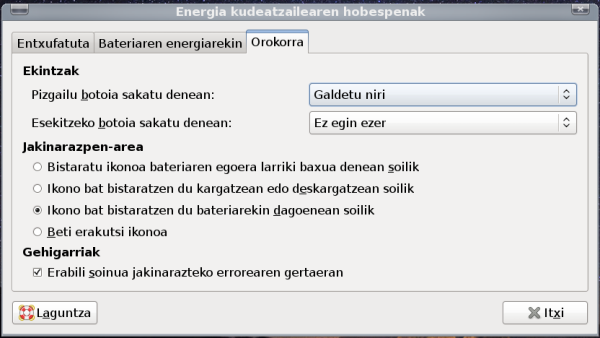 Energia kudeatzailearen hobespenak
Entxufatuta Bateriaren energiarekin Orokorra
Ekintzak
Pizgailu botoia sakatu denean: Galdetu niri
Esekitzeko botoia sakatu denean: Ez egin ezer
Jakinarazpen-area
Bistaratu ikonoa bateriaren egoera larriki baxua denean soilik
Ikono bat bistaratzen du kargatzean edo deskargatzean soilik
Ikono bat bistaratzen du bateriarekin dagoenean soilik
Beti erakutsi ikonoa
Gehigarriak
Erabili soinua jakinarazteko errorearen gertaeran
Laguntza Itxi